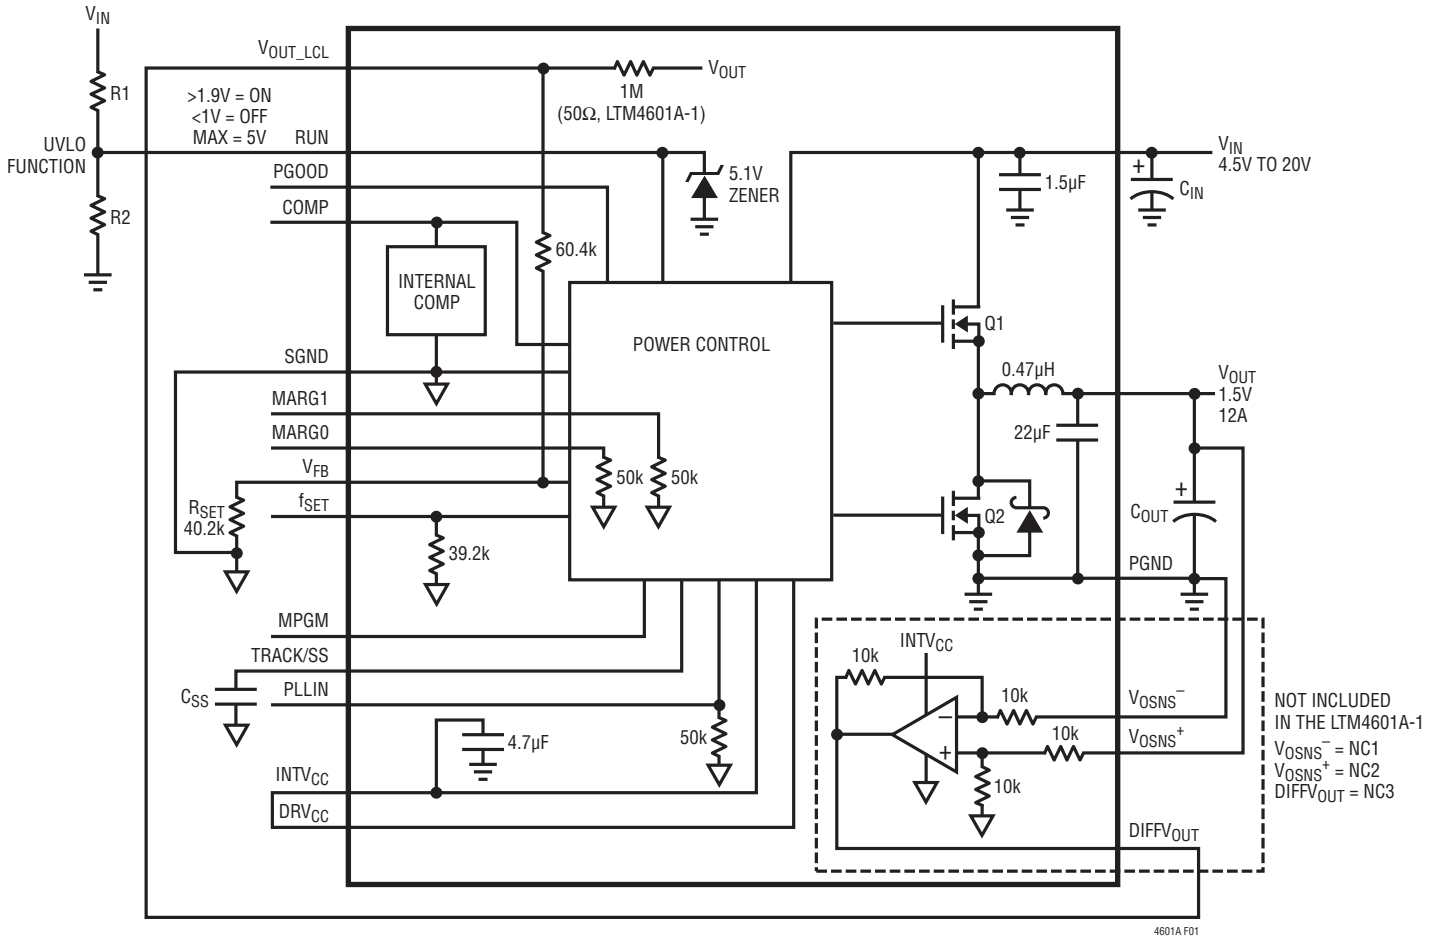 VIN
R1
UVLO
FUNCTION
R2
>1.9V = ON
<1V = OFF
MAX = 5V
VOUT_LCL
RUN
PGOOD
COMP
INTERNAL
COMP
SGND
MARG1
MARG0
VFB
fSET
RSET
40.2k
39.2k
MPGM
TRACK/SS
PLLIN
CSS
4.7µF
INTVCC
DRVCC
1M
(50Ω, LTM4601A-1)
VOUT
60.4k
5.1V
ZENER
POWER CONTROL
50k
50k
50k
1.5µF
VIN
4.5V TO 20V
CIN
Q1
0.47µH
VOUT
1.5V
12A
22µF
Q2
COUT
PGND
INTVCC
10k
10k
10k
10k
VOSNS–
VOSNS+
DIFFVOUT
NOT INCLUDED
IN THE LTM4601A-1
VOSNS– = NC1
VOSNS+ = NC2
DIFFVOUT = NC3
4601A F01